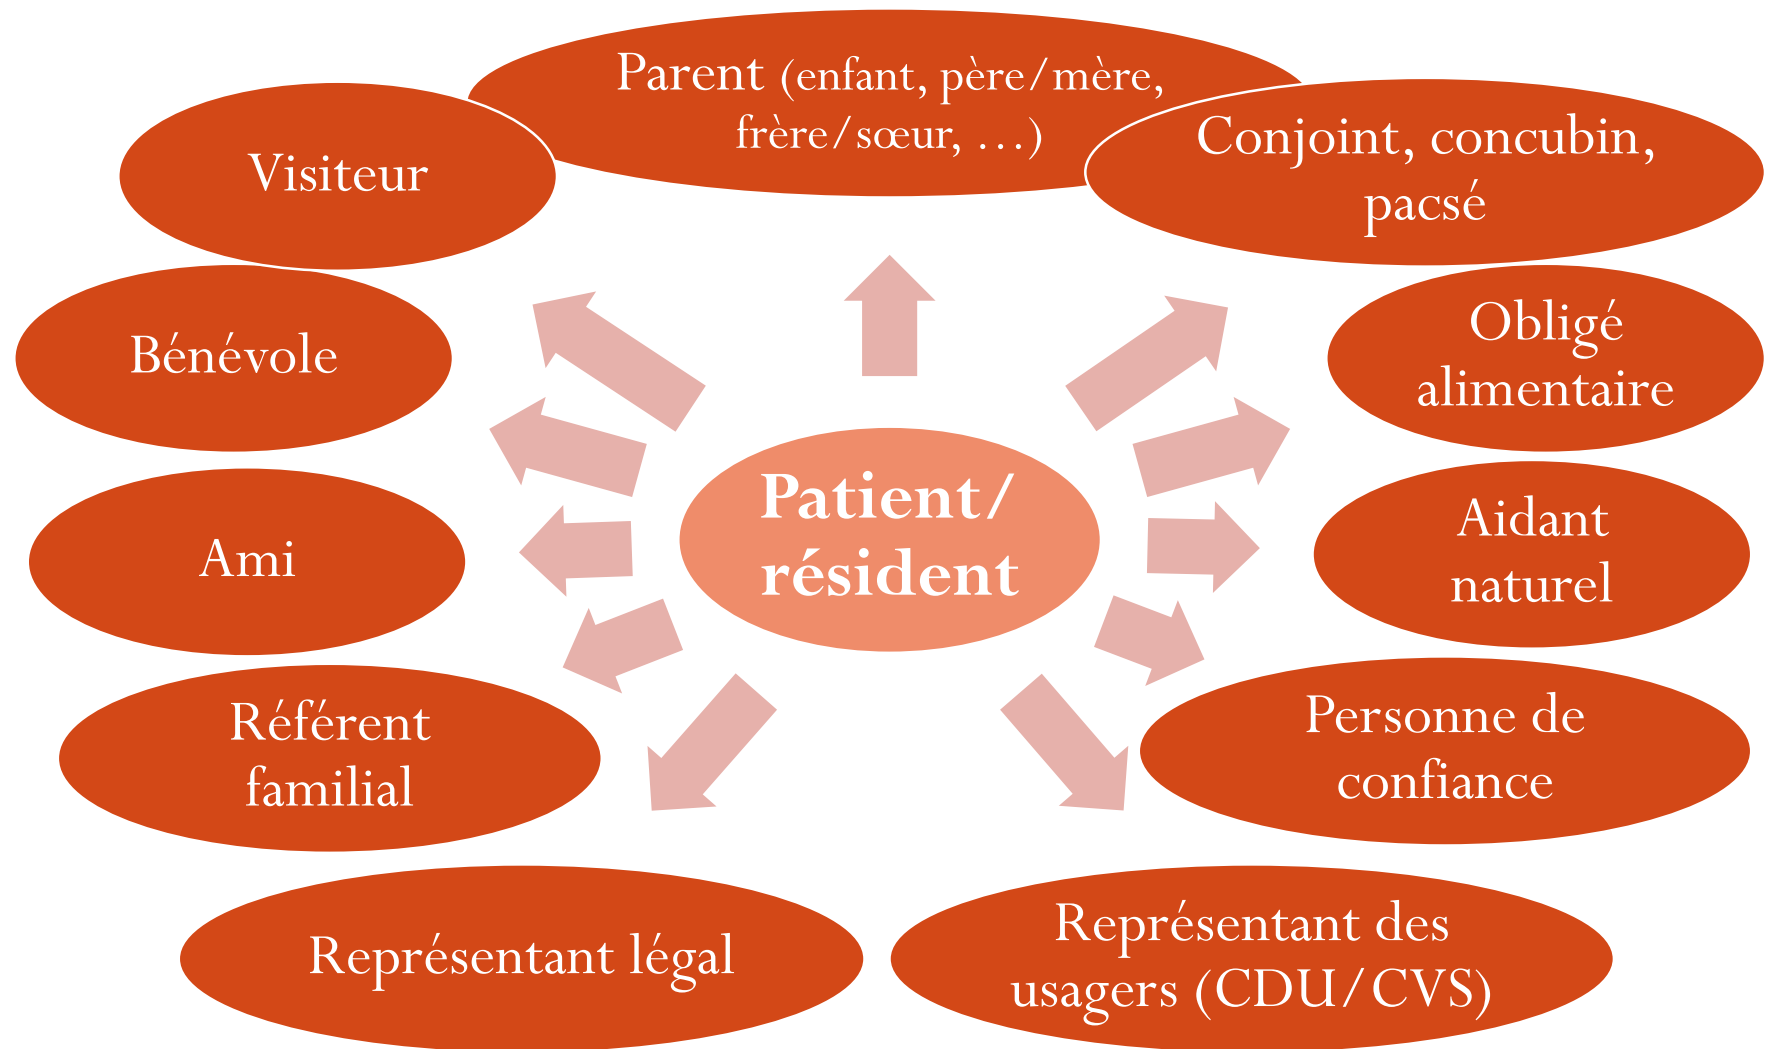 Parent (enfant, père/mère,
frère/sœur, …)
Conjoint, concubin,
pacsé
Visiteur
Obligé
alimentaire
Bénévole
Patient/
résident
Aidant
naturel
Ami
Personne de
confiance
Référent
familial
Représentant des
usagers (CDU/CVS)
Représentant légal